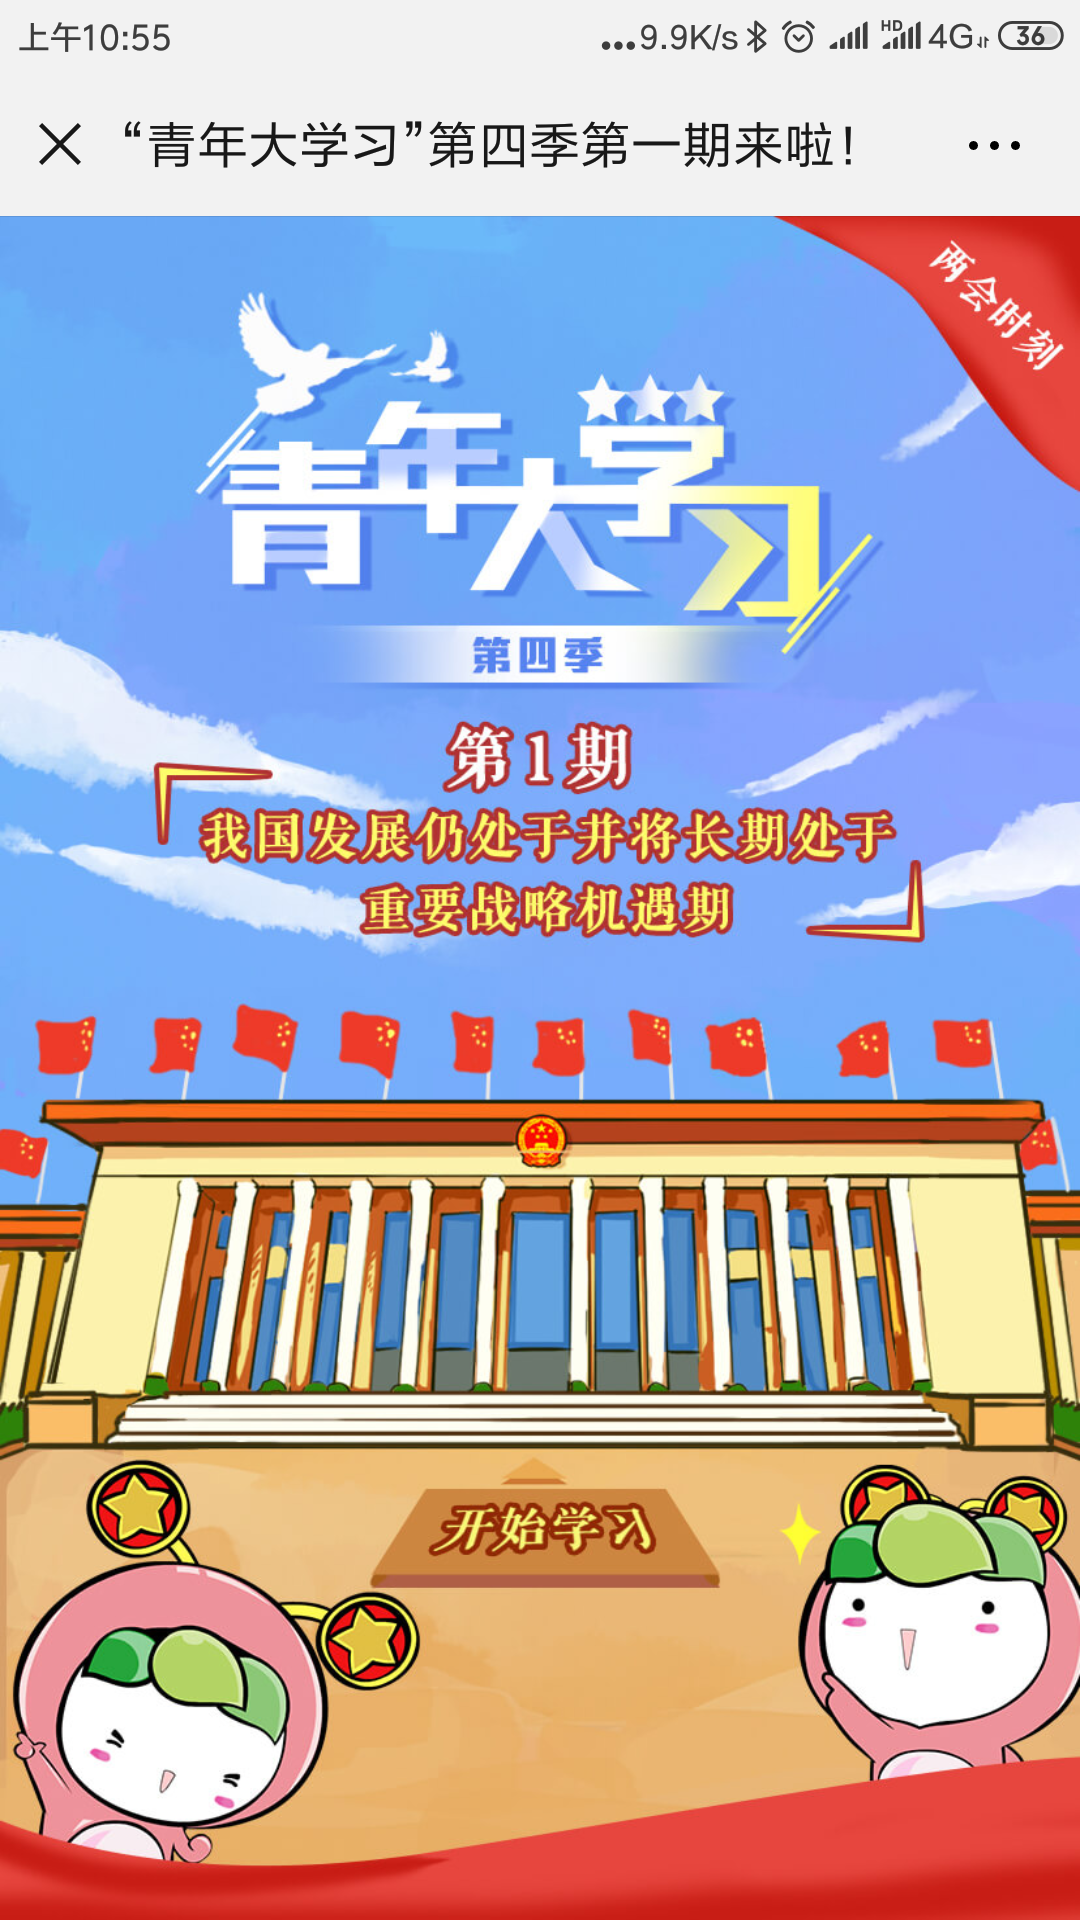 上午10:55
...9.9K/s HD 4G 36
“青年大学习”第四季第一期来啦！
两会时刻
青年大学习
第四季
第1期
我国发展仍处于并将长期处于
重要战略机遇期
开始学习